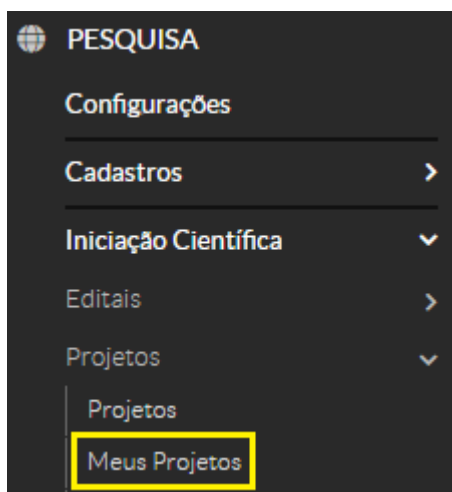 PESQUISA
Configurações
Cadastros
Iniciação Científica
Editais
Projetos
Projetos
Meus Projetos